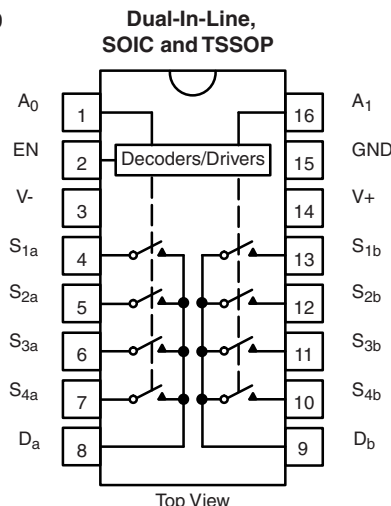 Dual-In-Line,
SOIC and TSSOP
A0 1 16 A1
EN 2 Decoders/Drivers 15 GND
V- 3 14 V+
S1a 4 13 S1b
S2a 5 12 S2b
S3a 6 11 S3b
S4a 7 10 S4b
Da 8 9 Db
Top View